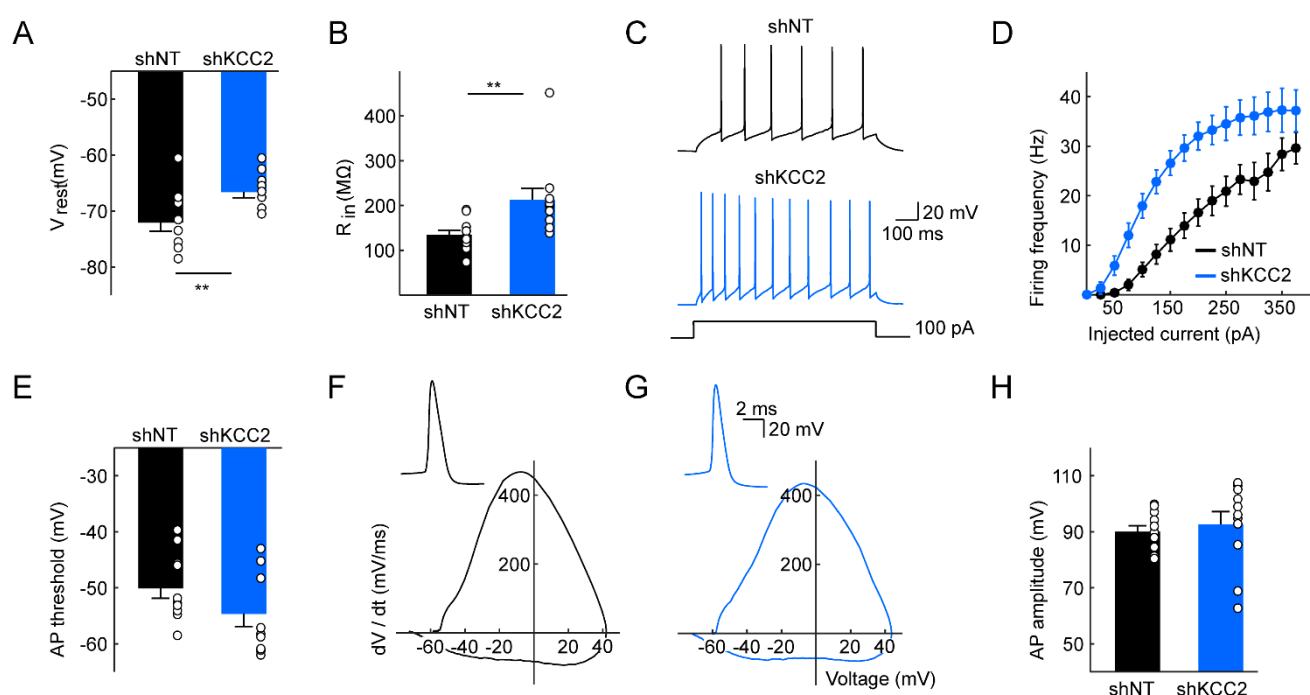 A
shNT shKCC2
-50
-60
-70
-80
Vrest(mV)
**
B
**
400
300
200
100
Rin(MΩ)
shNT shKCC2
C
shNT
shKCC2
20 mV
100 ms
100 pA
D
40
30
20
10
Firing frequency (Hz)
shNT
shKCC2
50 150 250 350
Injected current (pA)
E
shNT shKCC2
-30
-40
-50
-60
AP threshold (mV)
F
400
200
dV / dt (mV/ms)
-60 -40 -20 0 20 40
G
2 ms
20 mV
400
200
-60 -40 -20 0 20 40
Voltage (mV)
H
110
90
70
50
AP amplitude (mV)
shNT shKCC2